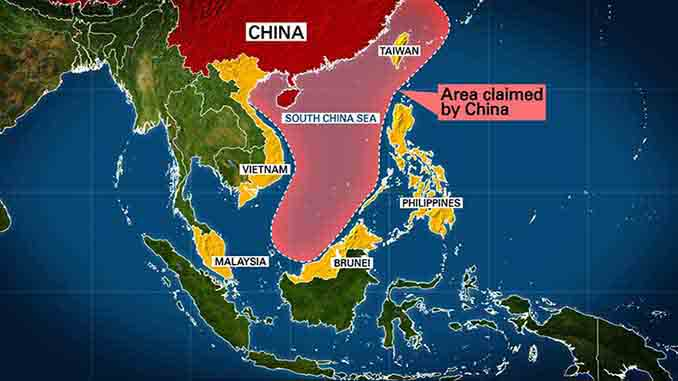 CHINA
TAIWAN
Area claimed
by China
SOUTH CHINA SEA
VIETNAM
PHILIPPINES
MALAYSIA
BRUNEI